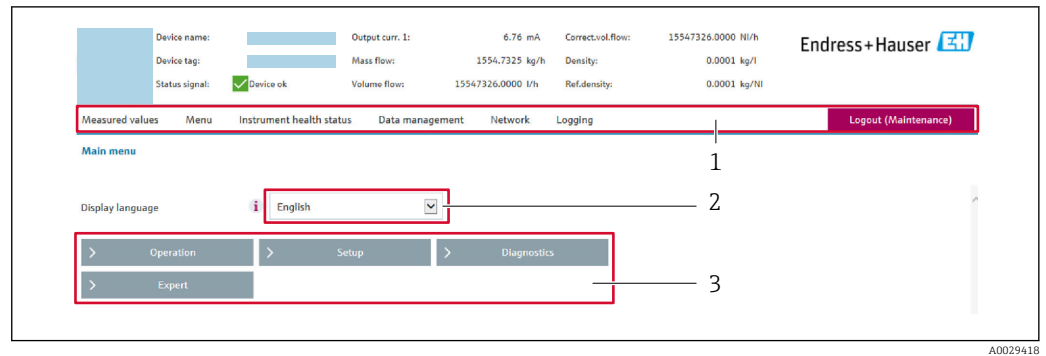 Device name: Output curr. 1: 6.76 mA Correct.vol.flow: 15547326.0000 Nl/h
Endress+Hauser EH
Device tag: Mass flow: 1554.7325 kg/h Density: 0.0001 kg/l
Status signal: Device ok Volume flow: 15547326.0000 l/h Ref.density: 0.0001 kg/Nl
Measured values Menu Instrument health status Data management Network Logging Logout (Maintenance)
1
Main menu
Display language i English 2
> Operation > Setup > Diagnostics
> Expert 3
A0029418